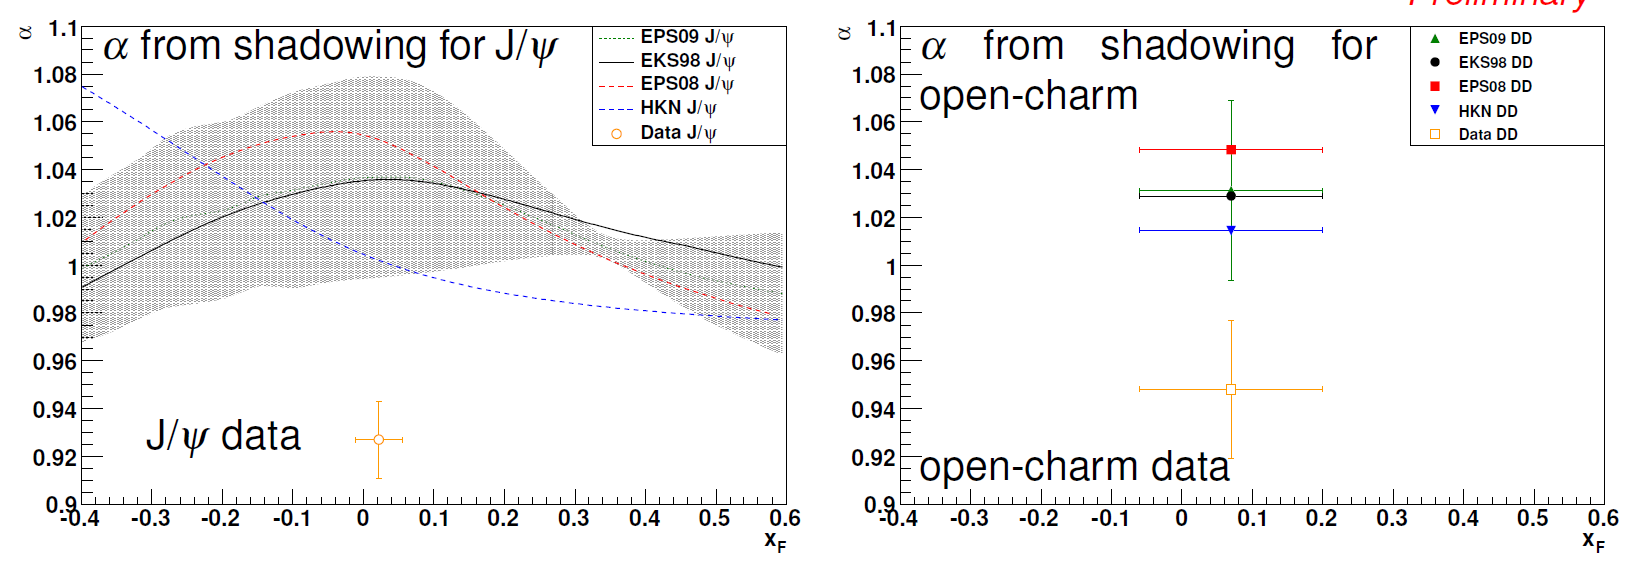 Preliminary
α
1.1
1.08
1.06
1.04
1.02
1
0.98
0.96
0.94
0.92
0.9
α from shadowing for J/ψ
EPS09 J/ψ
EKS98 J/ψ
EPS08 J/ψ
HKN J/ψ
Data J/ψ
J/ψ data
-0.4 -0.3 -0.2 -0.1 0 0.1 0.2 0.3 0.4 0.5 0.6
x_F
α
1.1
1.08
1.06
1.04
1.02
1
0.98
0.96
0.94
0.92
0.9
α from shadowing for
open-charm
EPS09 DD
EKS98 DD
EPS08 DD
HKN DD
Data DD
open-charm data
-0.4 -0.3 -0.2 -0.1 0 0.1 0.2 0.3 0.4 0.5 0.6
x_F